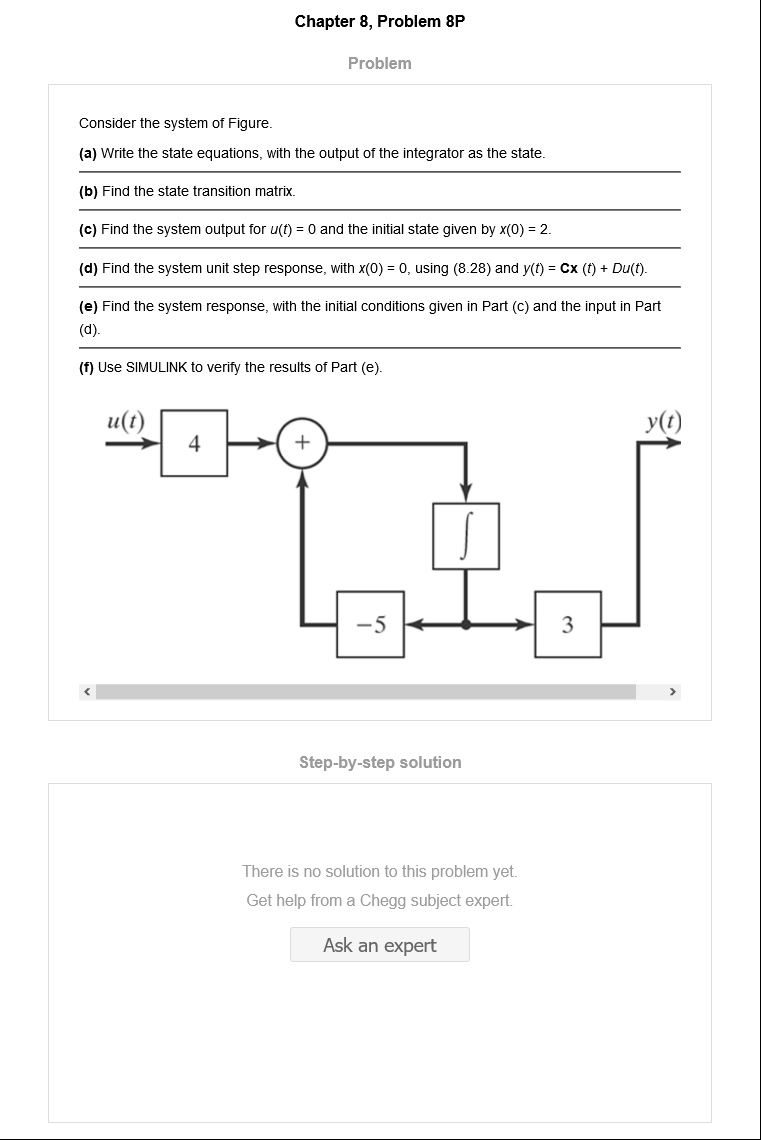 Chapter 8, Problem 8P
Problem
Consider the system of Figure.
(a) Write the state equations, with the output of the integrator as the state.
(b) Find the state transition matrix.
(c) Find the system output for u(t) = 0 and the initial state given by x(0) = 2.
(d) Find the system unit step response, with x(0) = 0, using (8.28) and y(t) = Cx (t) + Du(t).
(e) Find the system response, with the initial conditions given in Part (c) and the input in Part
(d).
(f) Use SIMULINK to verify the results of Part (e).
u(t)
4
+
y(t)
∫
−5
3
Step-by-step solution
There is no solution to this problem yet.
Get help from a Chegg subject expert.
Ask an expert